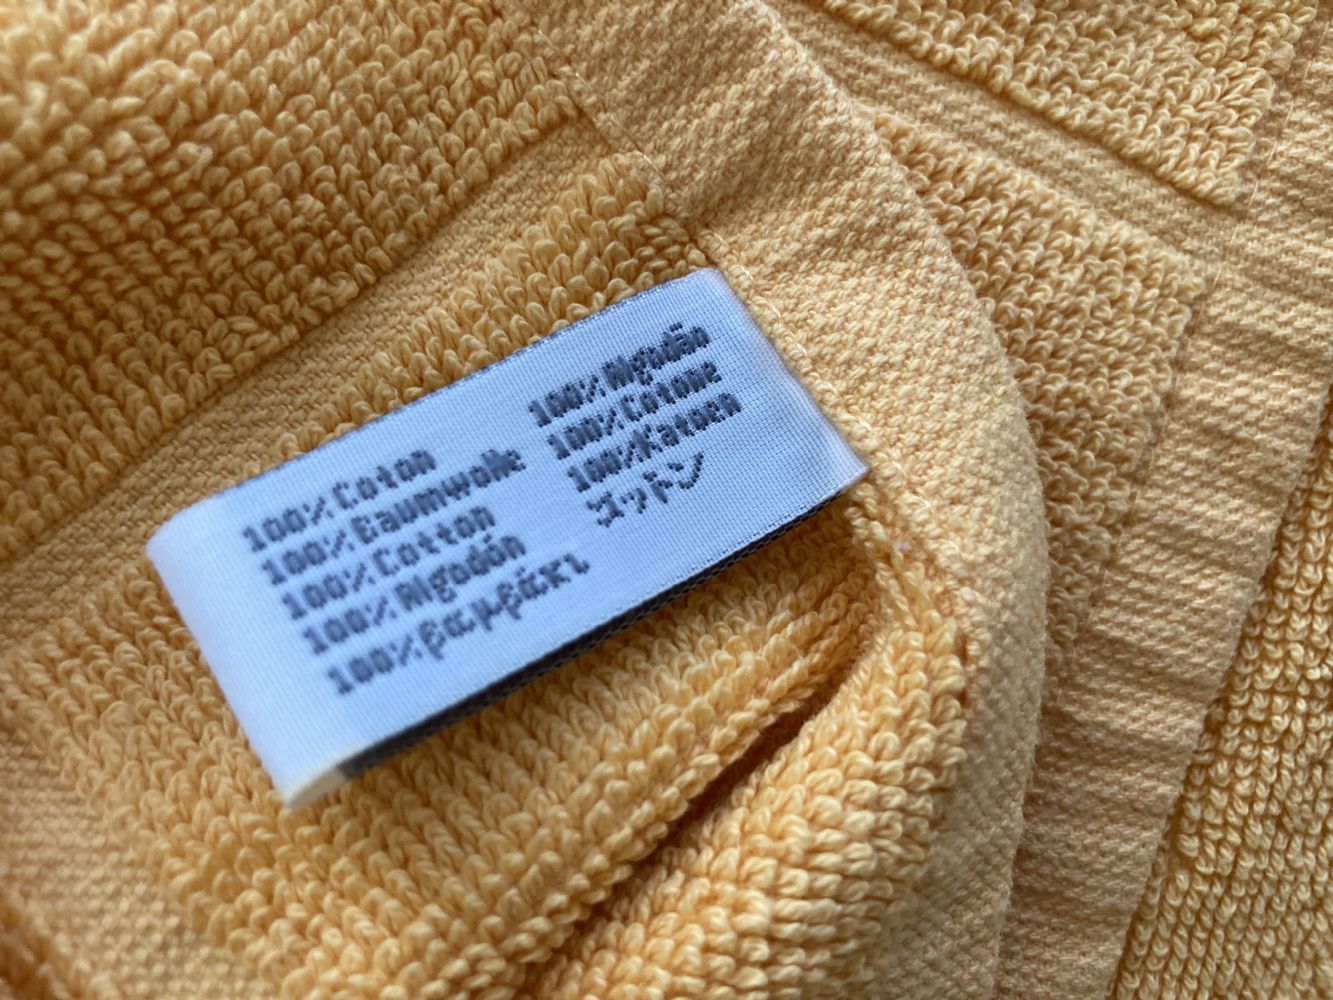 100% Coton
100% Baumwolle
100% Cotton
100% Algodón
100% βαμβάκι
100% Algodão
100% Cotone
100% Katoen
コットン